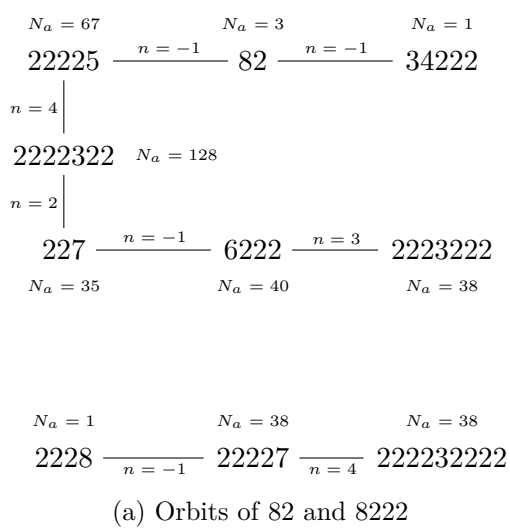 N_a = 67 N_a = 3 N_a = 1
22225 n = −1 82 n = −1 34222
n = 4
2222322 N_a = 128
n = 2
227 n = −1 6222 n = 3 2223222
N_a = 35 N_a = 40 N_a = 38
N_a = 1 N_a = 38 N_a = 38
2228 n = −1 22227 n = 4 222232222
(a) Orbits of 82 and 8222